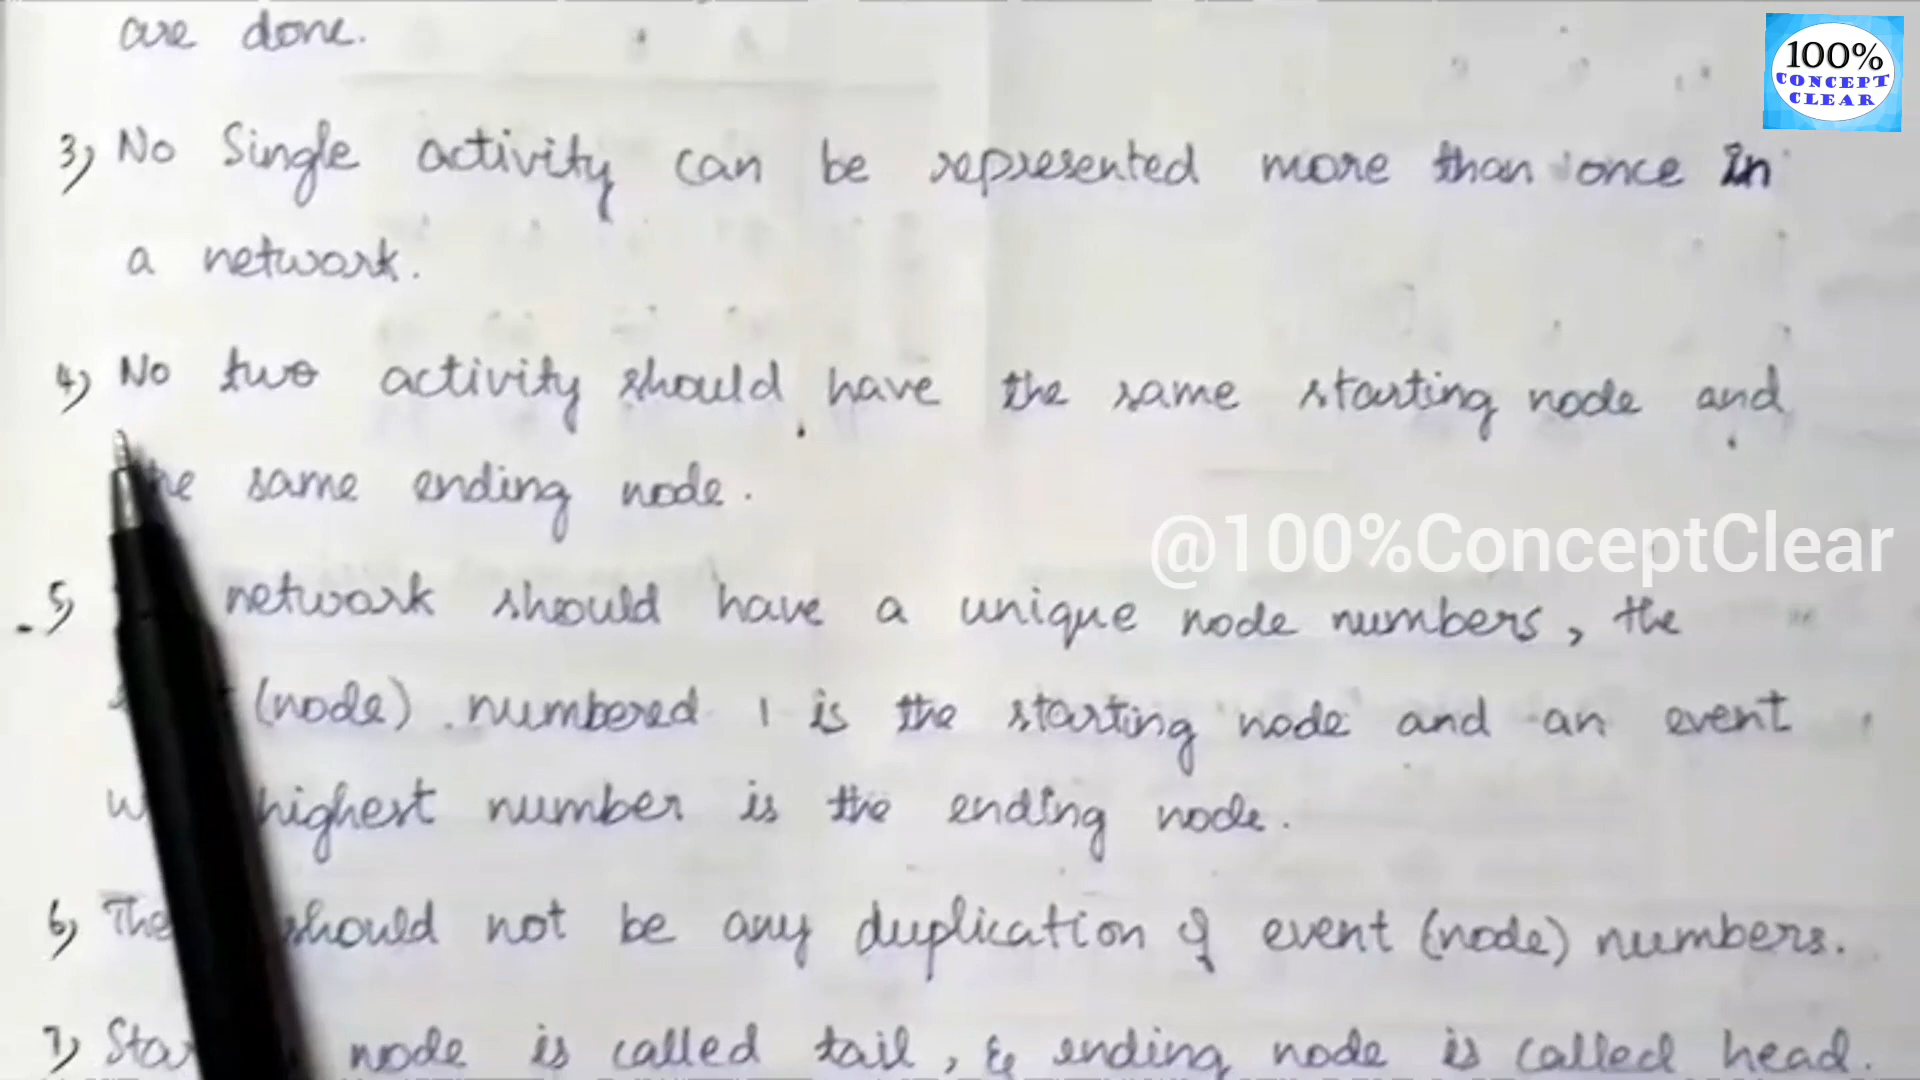 are done.
100%
CONCEPT
CLEAR
3) No Single activity can be represented more than once in
a network.
4) No two activity should have the same starting node and
same ending node.
@100%ConceptClear
5) network should have a unique node numbers, the
(node) numbered 1 is the starting node and an event
highest number is the ending node.
6) should not be any duplication of event (node) numbers.
7) node is called tail, & ending node is called head.